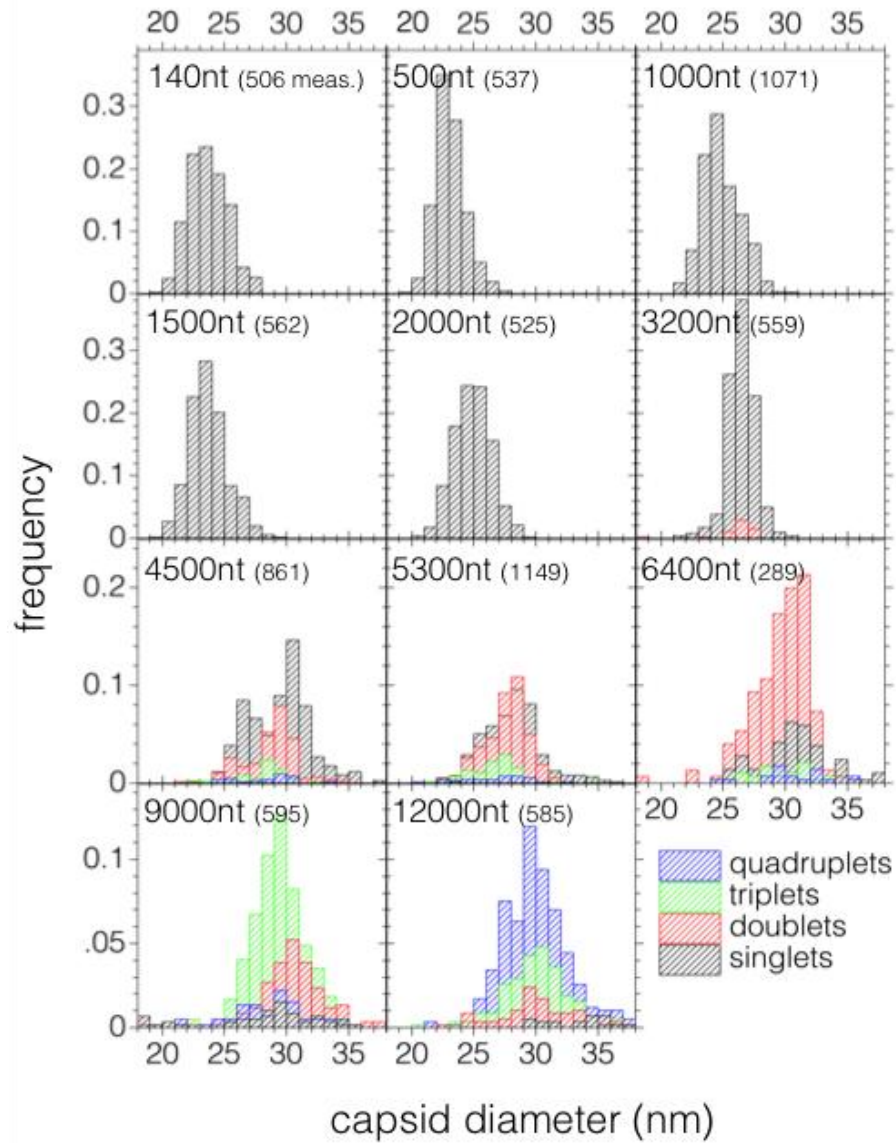 20 25 30 35 20 25 30 35 20 25 30 35
140nt (506 meas.) 500nt (537) 1000nt (1071)
0.3
0.2
0.1
0
1500nt (562) 2000nt (525) 3200nt (559)
0.3
0.2
0.1
0
frequency
4500nt (861) 5300nt (1149) 6400nt (289)
0.2
0.1
0
9000nt (595) 12000nt (585) 20 25 30 35
0.1
.05
0
quadruplets
triplets
doublets
singlets
20 25 30 35 20 25 30 35
capsid diameter (nm)